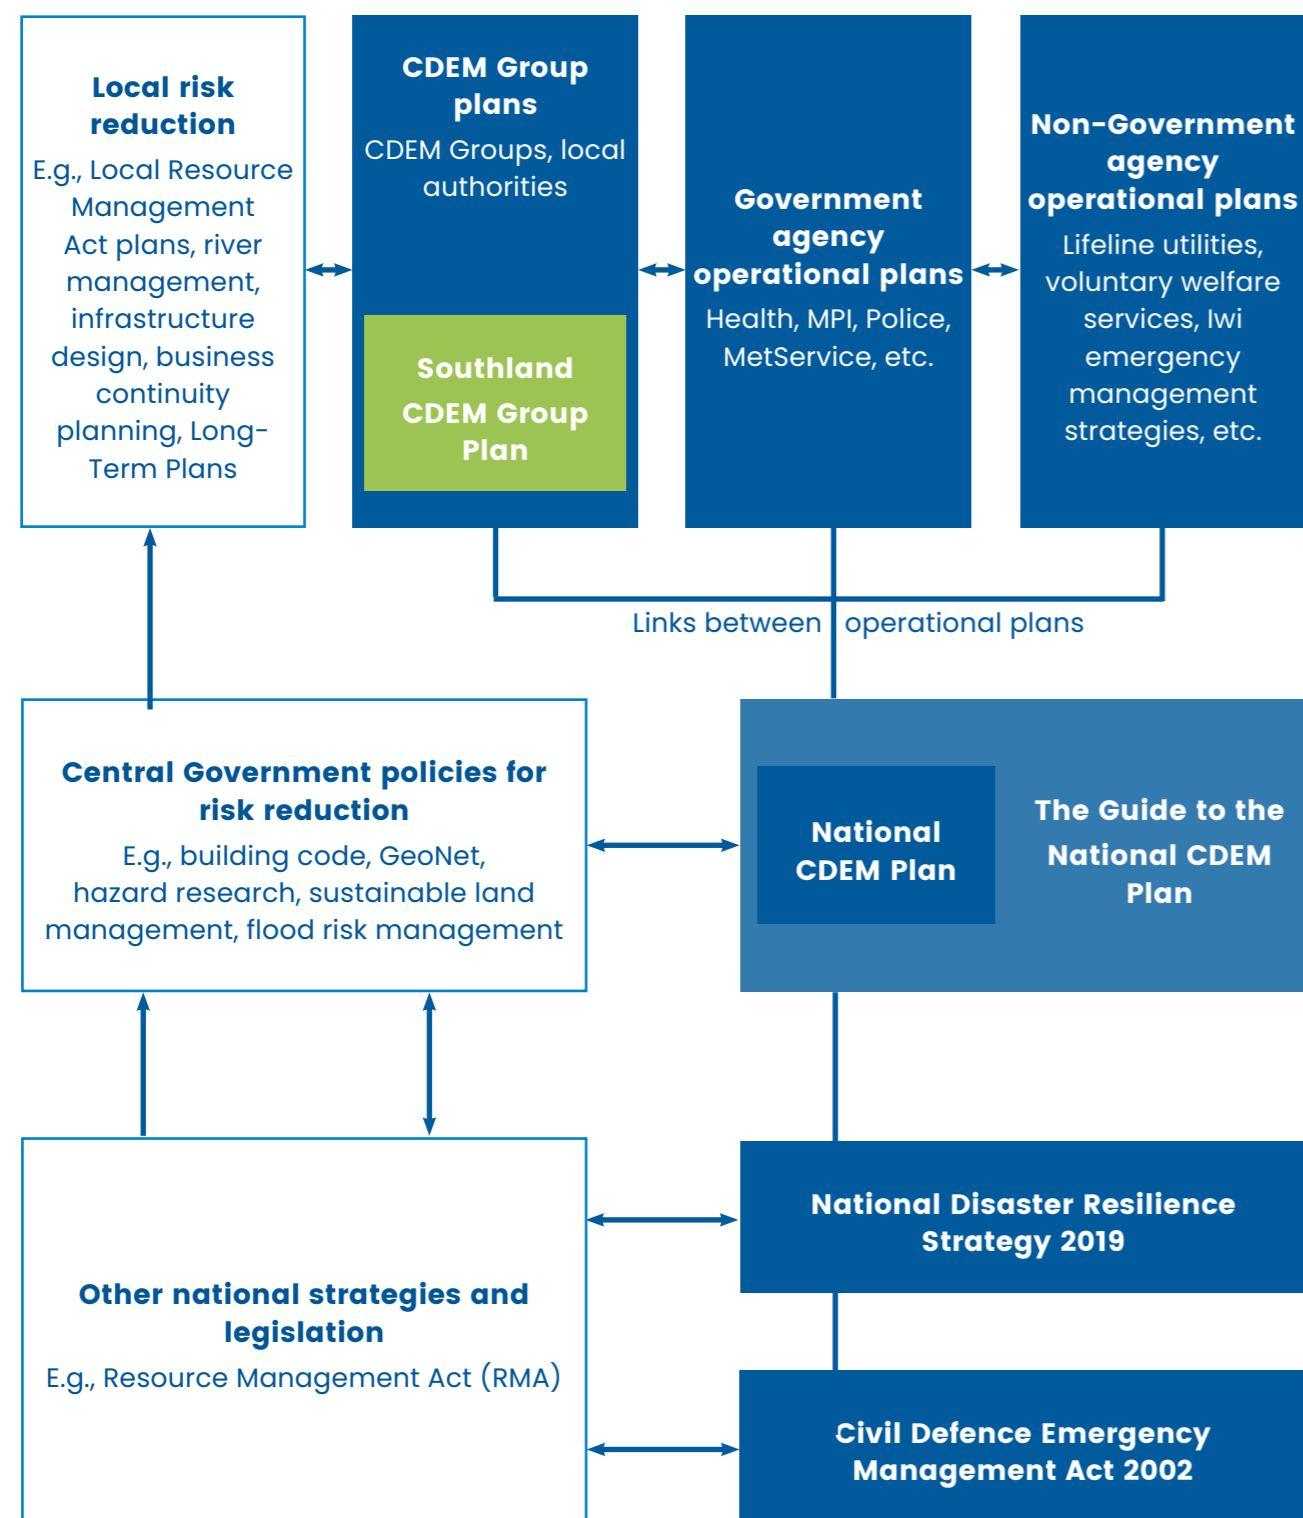 Local risk
reduction
E.g., Local Resource
Management
Act plans, river
management,
infrastructure
design, business
continuity
planning, Long-
Term Plans
CDEM Group
plans
CDEM Groups, local
authorities
Southland
CDEM Group
Plan
Government
agency
operational plans
Health, MPI, Police,
MetService, etc.
Non-Government
agency
operational plans
Lifeline utilities,
voluntary welfare
services, Iwi
emergency
management
strategies, etc.
Links between operational plans
Central Government policies for
risk reduction
E.g., building code, GeoNet,
hazard research, sustainable land
management, flood risk management
National
CDEM Plan
The Guide to the
National CDEM
Plan
Other national strategies and
legislation
E.g., Resource Management Act (RMA)
National Disaster Resilience
Strategy 2019
Civil Defence Emergency
Management Act 2002